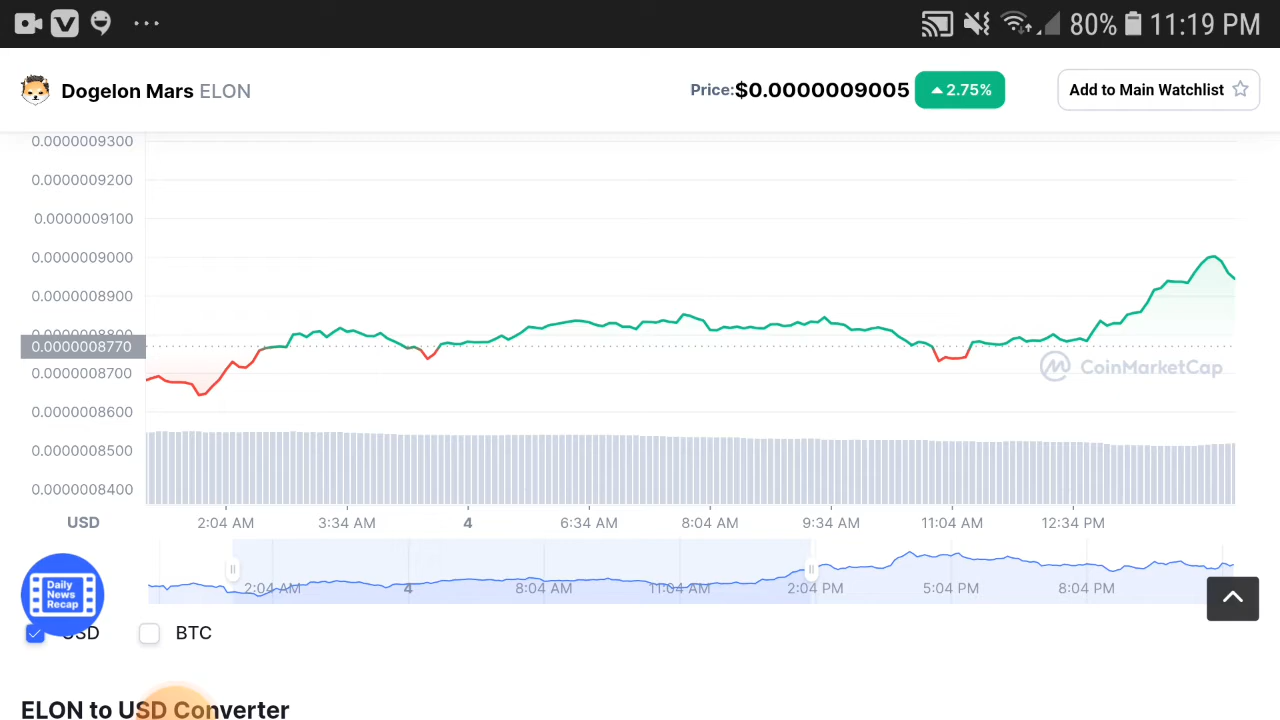 80% 11:19 PM
Dogelon Mars ELON
Price:$0.0000009005 2.75%
Add to Main Watchlist
0.0000009300
0.0000009200
0.0000009100
0.0000009000
0.0000008900
0.0000008800
0.0000008770
0.0000008700
0.0000008600
0.0000008500
0.0000008400
CoinMarketCap
USD 2:04 AM 3:34 AM 4 6:34 AM 8:04 AM 9:34 AM 11:04 AM 12:34 PM
2:04 AM 4 8:04 AM 11:04 AM 2:04 PM 5:04 PM 8:04 PM
Daily
News
Recap
USD BTC
ELON to USD Converter